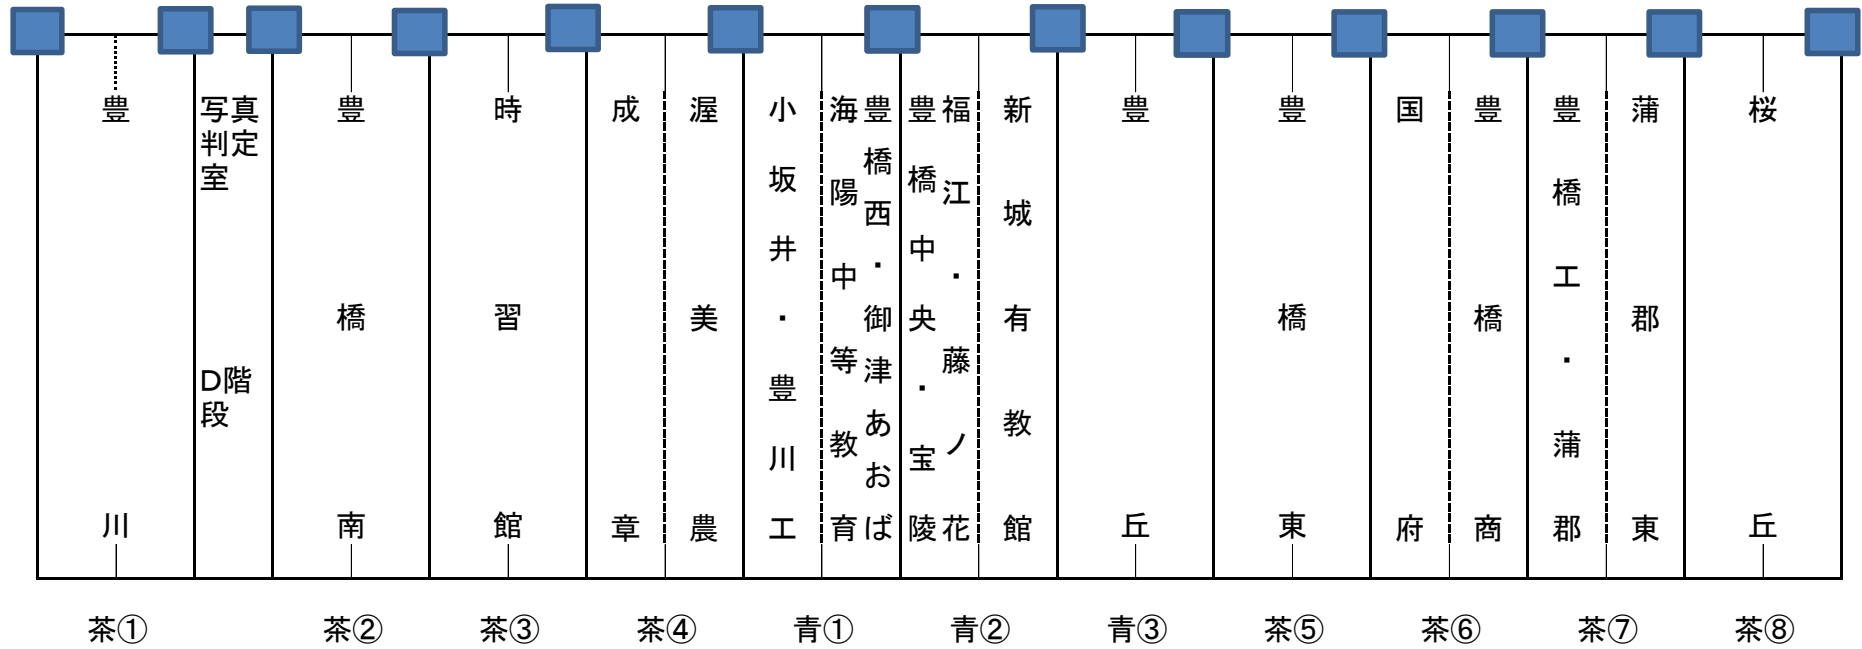 豊川
写真
判定
室
D階
段
豊橋南
時習館
成章
渥美農
小坂井・豊川工
海陽中等教育
豊橋西・御津あおば
豊橋中央・宝陵
福江・藤ノ花
新城有教館
豊丘
豊橋東
国府
豊橋商
豊橋工・蒲郡
蒲郡東
桜丘
茶①
茶②
茶③
茶④
青①
青②
青③
茶⑤
茶⑥
茶⑦
茶⑧